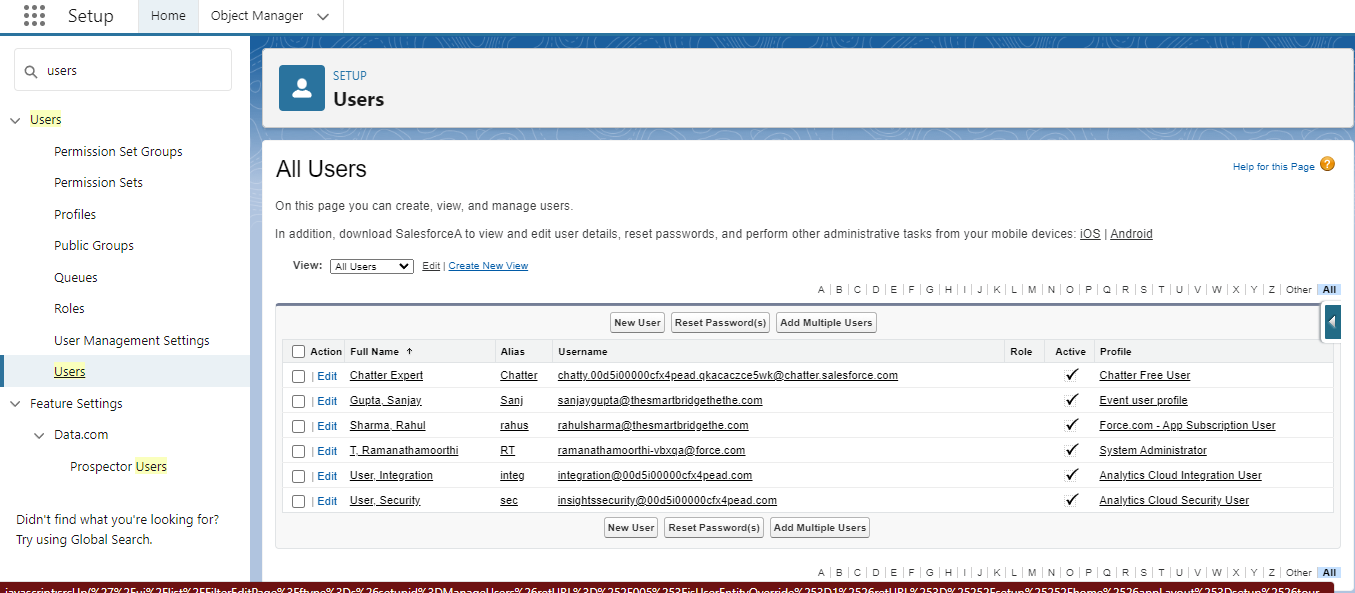 Setup Home Object Manager
users
SETUP
Users
Users
Permission Set Groups
Permission Sets
Profiles
Public Groups
Queues
Roles
User Management Settings
Users
Feature Settings
Data.com
Prospector Users
Didn't find what you're looking for?
Try using Global Search.
All Users
Help for this Page ?
On this page you can create, view, and manage users.
In addition, download SalesforceA to view and edit user details, reset passwords, and perform other administrative tasks from your mobile devices: iOS | Android
View: All Users Edit | Create New View
A | B | C | D | E | F | G | H | I | J | K | L | M | N | O | P | Q | R | S | T | U | V | W | X | Y | Z | Other All
New User Reset Password(s) Add Multiple Users
Action Full Name ↑ Alias Username Role Active Profile
| Edit Chatter Expert Chatter chatty.00d5i00000cfx4pead.qkacaczce5wk@chatter.salesforce.com ✓ Chatter Free User
| Edit Gupta, Sanjay Sanj sanjaygupta@thesmartbridgethethe.com ✓ Event user profile
| Edit Sharma, Rahul rahus rahulsharma@thesmartbridgethe.com ✓ Force.com - App Subscription User
| Edit T, Ramanathamoorthi RT ramanathamoorthi-vbxga@force.com ✓ System Administrator
| Edit User, Integration integ integration@00d5i00000cfx4pead.com ✓ Analytics Cloud Integration User
| Edit User, Security sec insightssecurity@00d5i00000cfx4pead.com ✓ Analytics Cloud Security User
New User Reset Password(s) Add Multiple Users
A | B | C | D | E | F | G | H | I | J | K | L | M | N | O | P | Q | R | S | T | U | V | W | X | Y | Z | Other All